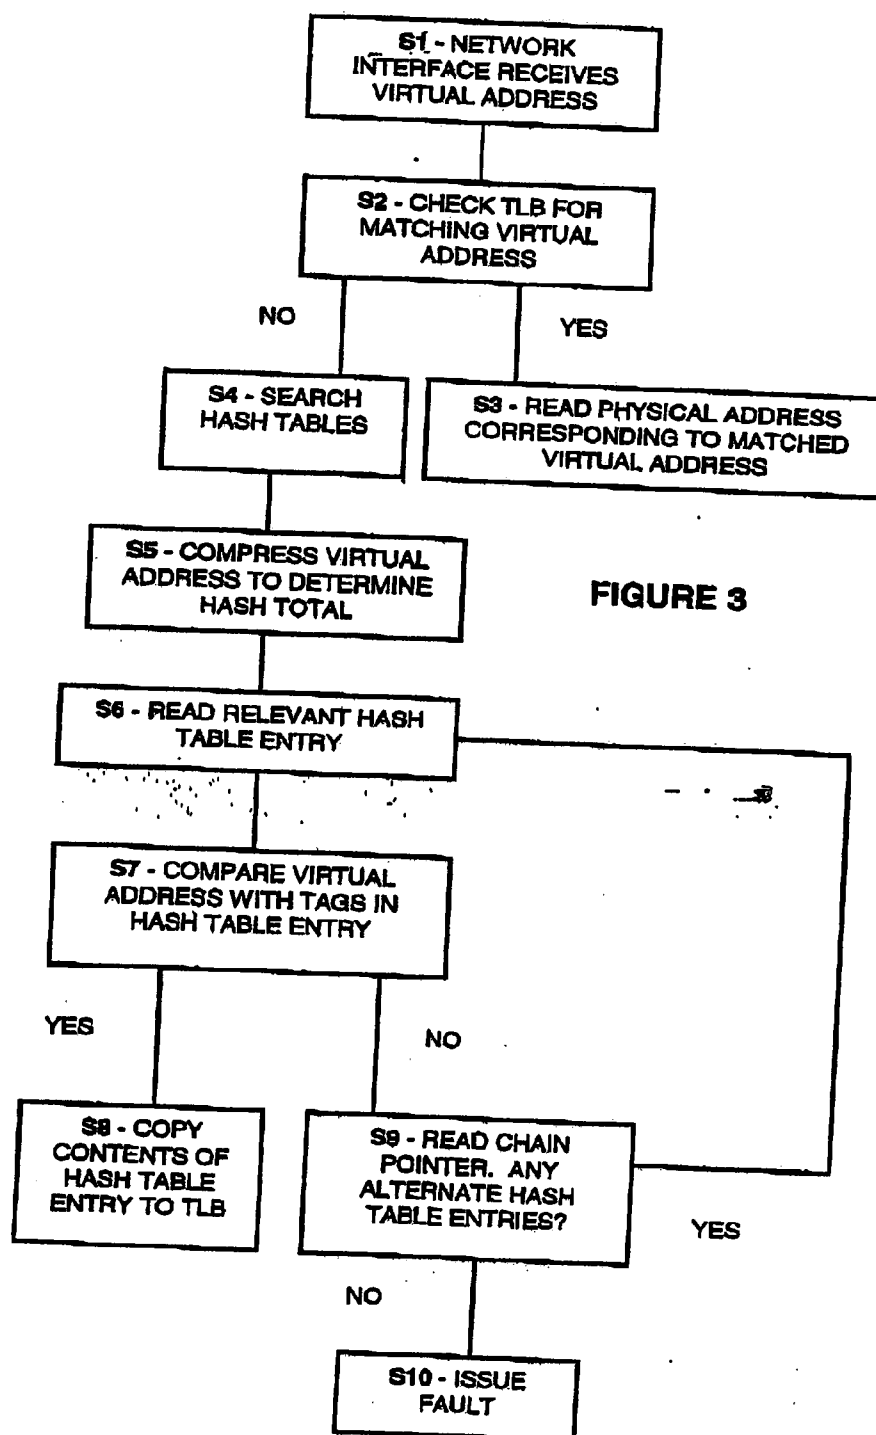 S1 - NETWORK
INTERFACE RECEIVES
VIRTUAL ADDRESS
S2 - CHECK TLB FOR
MATCHING VIRTUAL
ADDRESS
NO
YES
S4 - SEARCH
HASH TABLES
S3 - READ PHYSICAL ADDRESS
CORRESPONDING TO MATCHED
VIRTUAL ADDRESS
S5 - COMPRESS VIRTUAL
ADDRESS TO DETERMINE
HASH TOTAL
FIGURE 3
S6 - READ RELEVANT HASH
TABLE ENTRY
S7 - COMPARE VIRTUAL
ADDRESS WITH TAGS IN
HASH TABLE ENTRY
YES
NO
S8 - COPY
CONTENTS OF
HASH TABLE
ENTRY TO TLB
S9 - READ CHAIN
POINTER. ANY
ALTERNATE HASH
TABLE ENTRIES?
YES
NO
S10 - ISSUE
FAULT